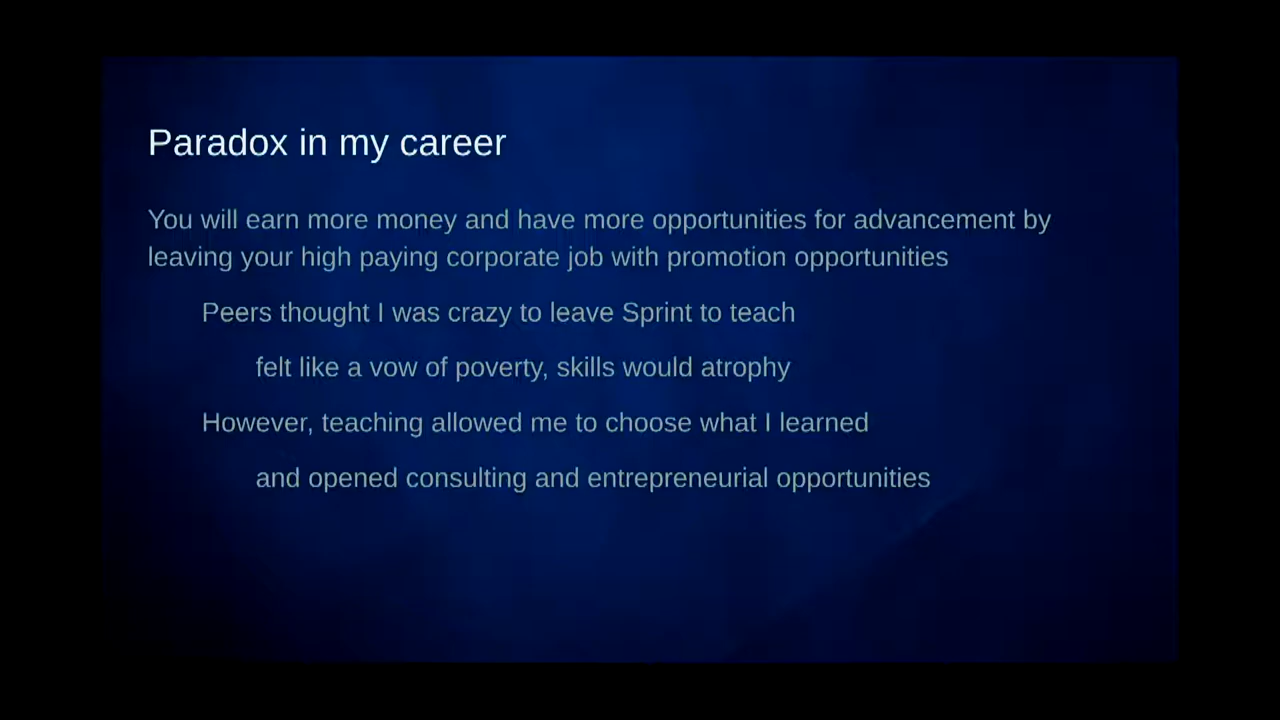 Paradox in my career
You will earn more money and have more opportunities for advancement by
leaving your high paying corporate job with promotion opportunities
Peers thought I was crazy to leave Sprint to teach
felt like a vow of poverty, skills would atrophy
However, teaching allowed me to choose what I learned
and opened consulting and entrepreneurial opportunities